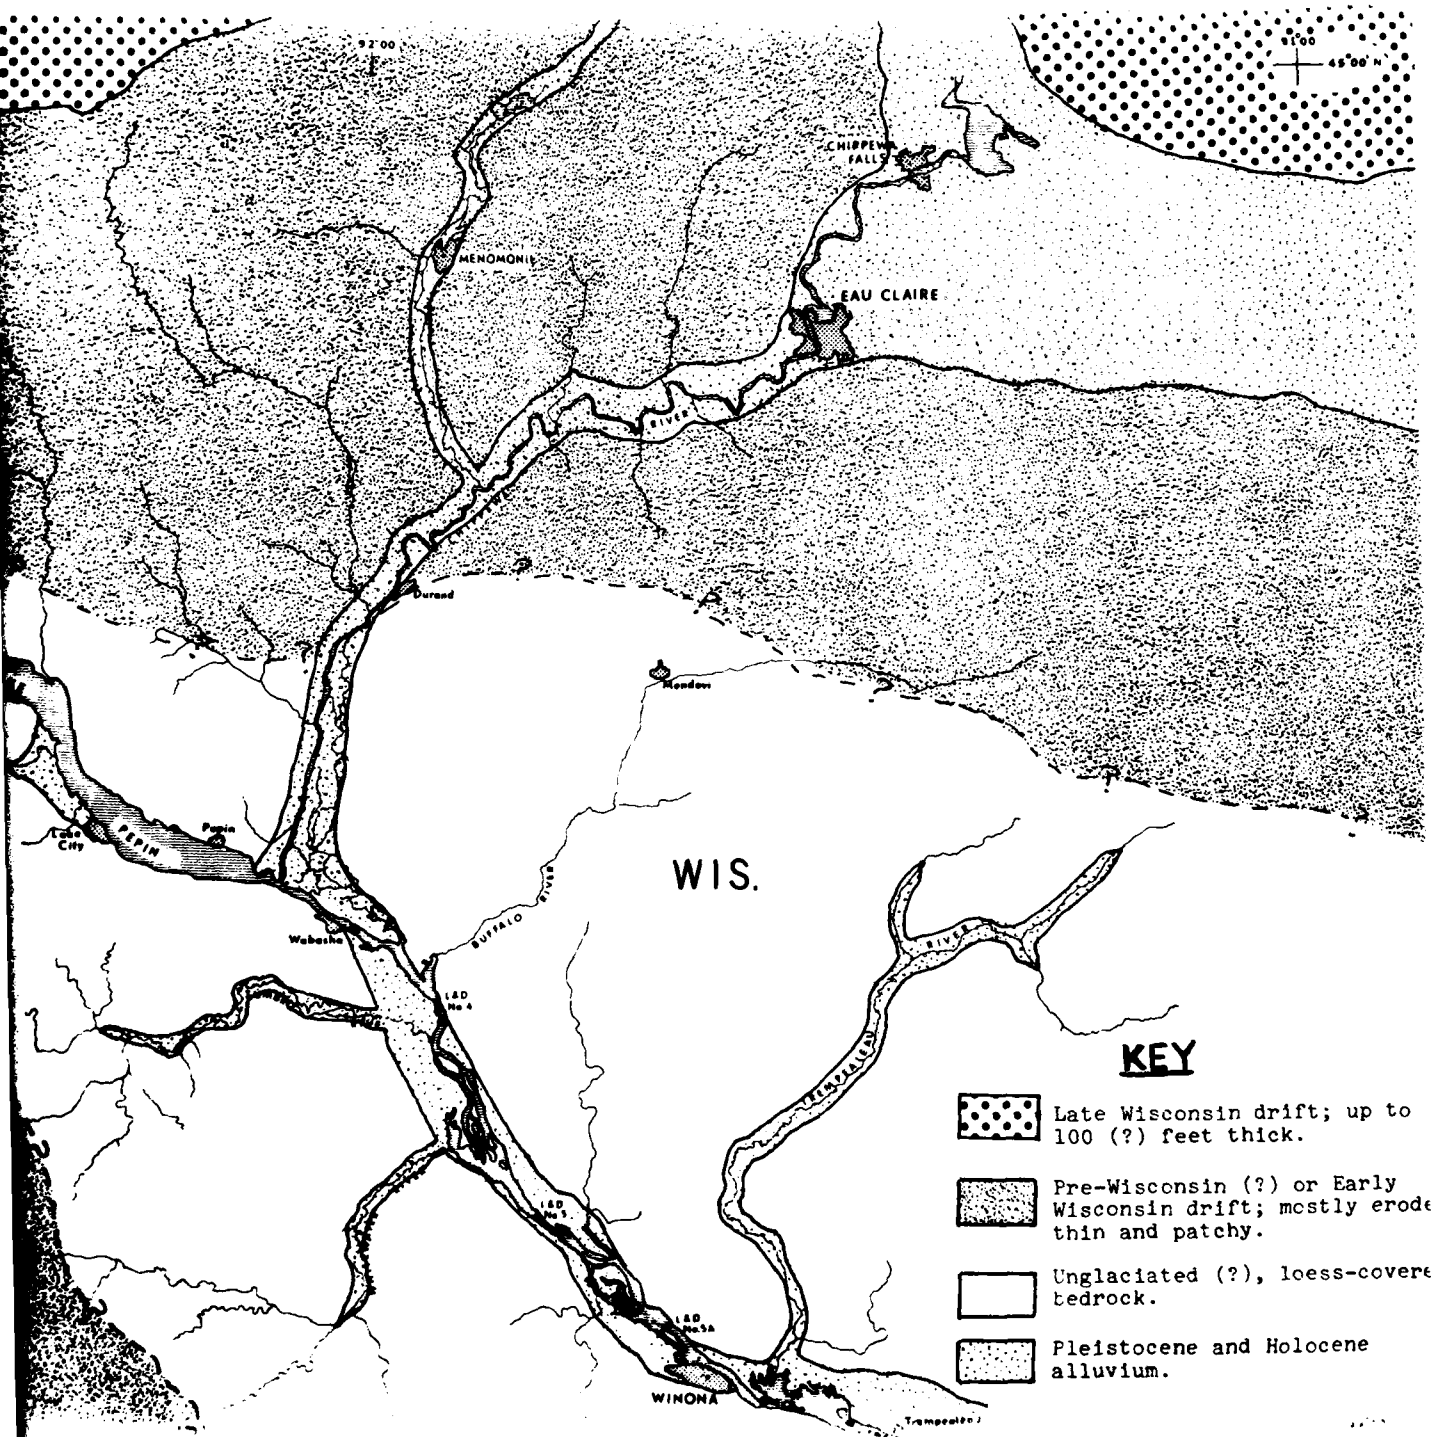 92°00'
91°00'
45°00' N
CHIPPEWA
FALLS
MENOMONIE
EAU CLAIRE
RIVER
?
Durand
?
?
?
Mondovi
?
?
?
Lake
City
PEPIN
Pepin
WIS.
BUFFALO RIVER
Wabasha
RIVER
L&D
No.4
TREMPEALEAU
L&D
No 5
L&D
No.5A
WINONA
Trempealeau
KEY
Late Wisconsin drift; up to
100 (?) feet thick.
Pre-Wisconsin (?) or Early
Wisconsin drift; mostly erode
thin and patchy.
Unglaciated (?), loess-covere
bedrock.
Pleistocene and Holocene
alluvium.